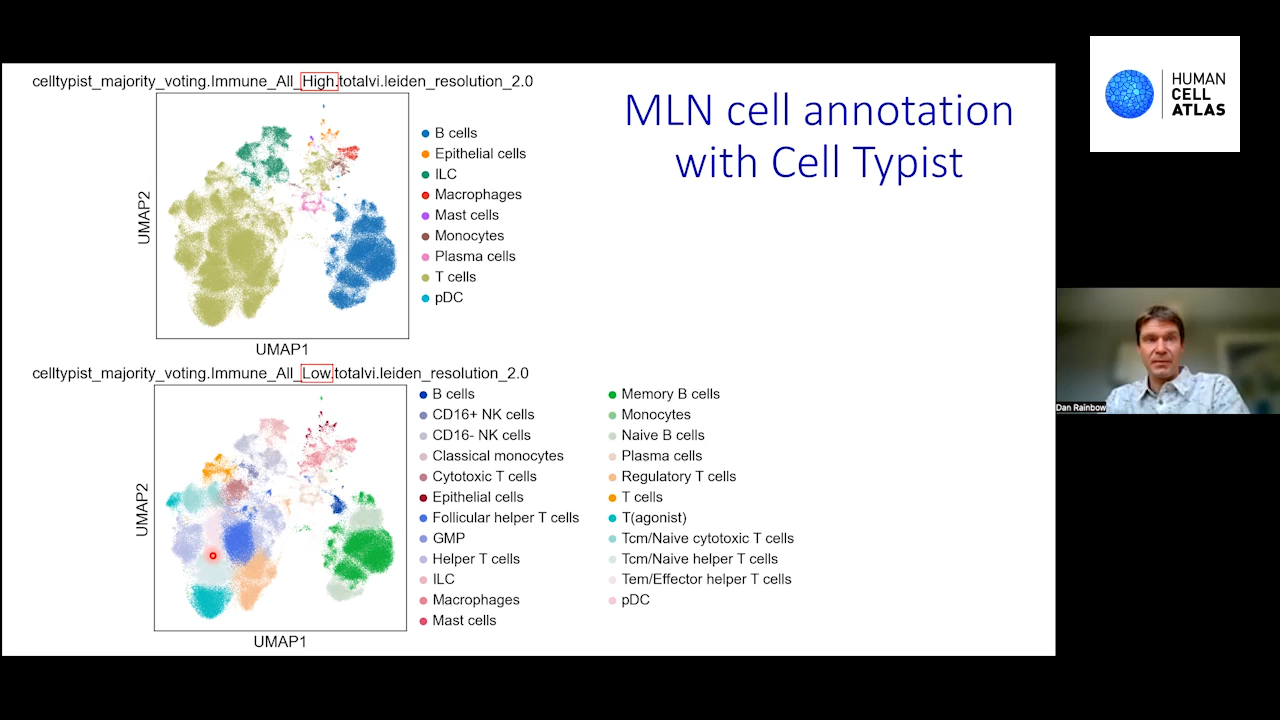 celltypist_majority_voting.Immune_All_High.totalvi.leiden_resolution_2.0
UMAP2
B cells
Epithelial cells
ILC
Macrophages
Mast cells
Monocytes
Plasma cells
T cells
pDC
UMAP1
MLN cell annotation
with Cell Typist
HUMAN
CELL
ATLAS
Dan Rainbow
celltypist_majority_voting.Immune_All_Low.totalvi.leiden_resolution_2.0
UMAP2
B cells
CD16+ NK cells
CD16- NK cells
Classical monocytes
Cytotoxic T cells
Epithelial cells
Follicular helper T cells
GMP
Helper T cells
ILC
Macrophages
Mast cells
Memory B cells
Monocytes
Naive B cells
Plasma cells
Regulatory T cells
T cells
T(agonist)
Tcm/Naive cytotoxic T cells
Tcm/Naive helper T cells
Tem/Effector helper T cells
pDC
UMAP1